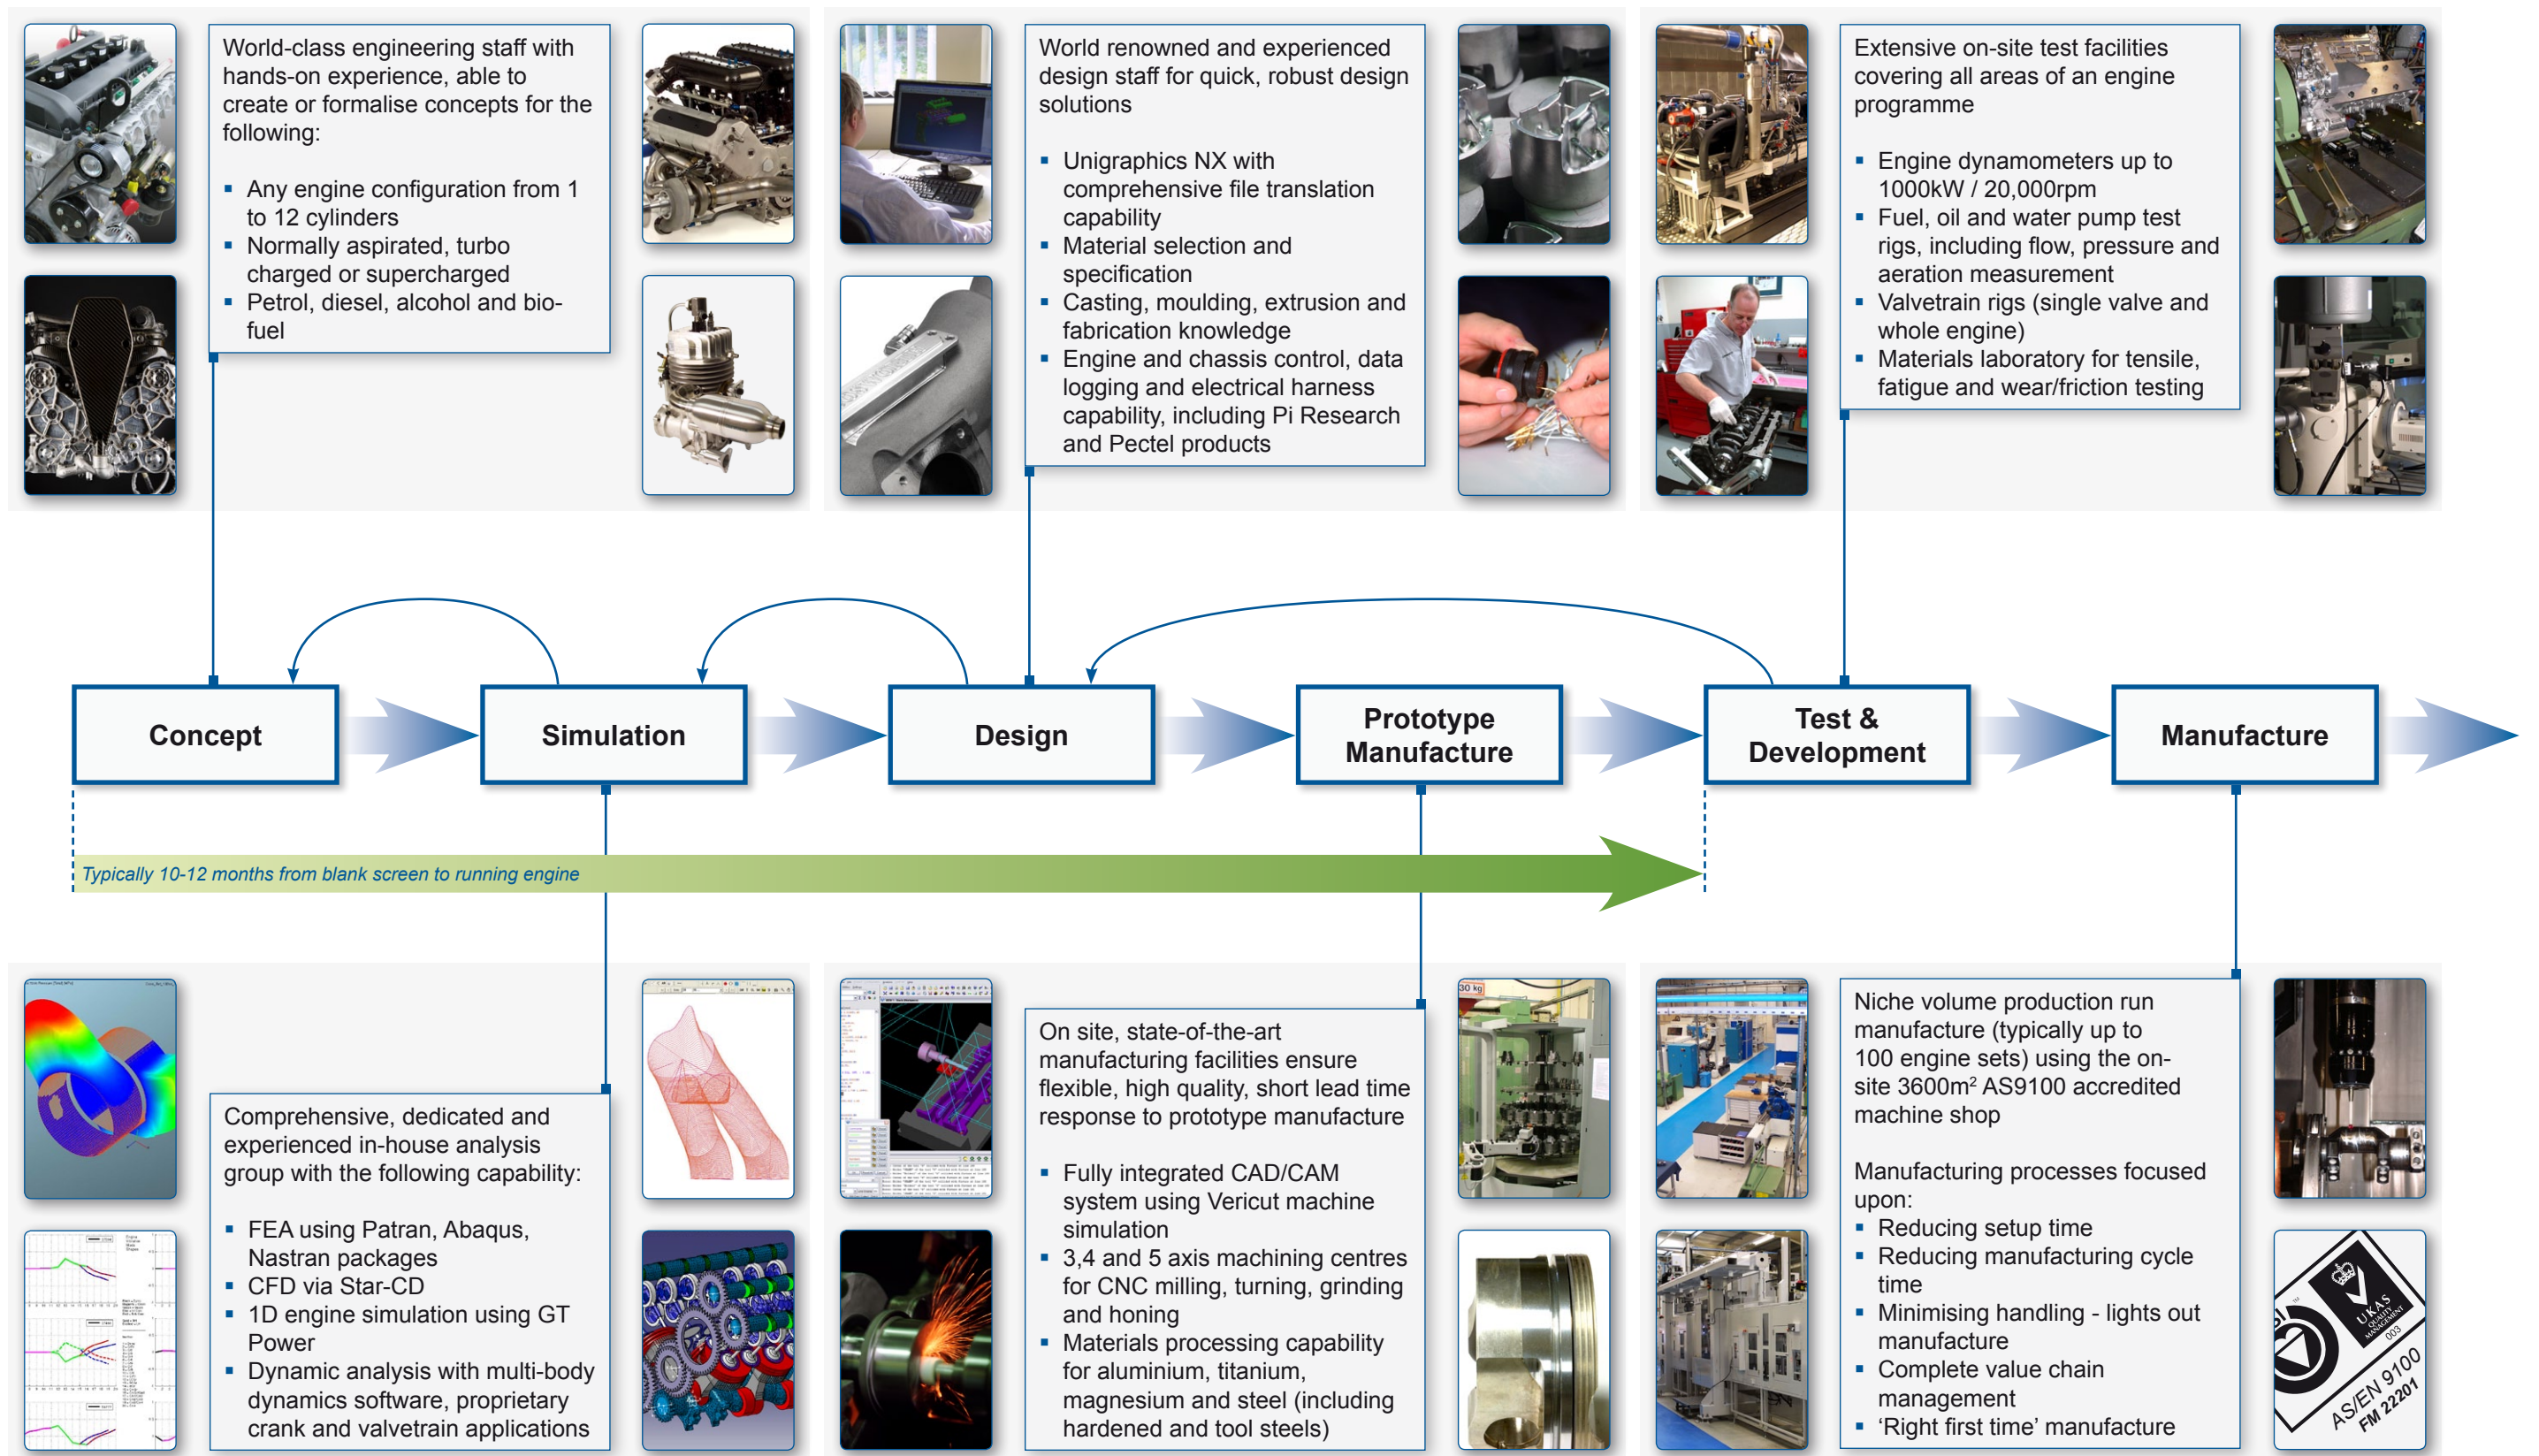 World-class engineering staff with
hands-on experience, able to
create or formalise concepts for the
following:
▪ Any engine configuration from 1
to 12 cylinders
▪ Normally aspirated, turbo
charged or supercharged
▪ Petrol, diesel, alcohol and bio-
fuel
World renowned and experienced
design staff for quick, robust design
solutions
▪ Unigraphics NX with
comprehensive file translation
capability
▪ Material selection and
specification
▪ Casting, moulding, extrusion and
fabrication knowledge
▪ Engine and chassis control, data
logging and electrical harness
capability, including Pi Research
and Pectel products
Extensive on-site test facilities
covering all areas of an engine
programme
▪ Engine dynamometers up to
1000kW / 20,000rpm
▪ Fuel, oil and water pump test
rigs, including flow, pressure and
aeration measurement
▪ Valvetrain rigs (single valve and
whole engine)
▪ Materials laboratory for tensile,
fatigue and wear/friction testing
Concept
Simulation
Design
Prototype
Manufacture
Test &
Development
Manufacture
Typically 10-12 months from blank screen to running engine
Comprehensive, dedicated and
experienced in-house analysis
group with the following capability:
▪ FEA using Patran, Abaqus,
Nastran packages
▪ CFD via Star-CD
▪ 1D engine simulation using GT
Power
▪ Dynamic analysis with multi-body
dynamics software, proprietary
crank and valvetrain applications
On site, state-of-the-art
manufacturing facilities ensure
flexible, high quality, short lead time
response to prototype manufacture
▪ Fully integrated CAD/CAM
system using Vericut machine
simulation
▪ 3,4 and 5 axis machining centres
for CNC milling, turning, grinding
and honing
▪ Materials processing capability
for aluminium, titanium,
magnesium and steel (including
hardened and tool steels)
30 kg
Niche volume production run
manufacture (typically up to
100 engine sets) using the on-
site 3600m² AS9100 accredited
machine shop
Manufacturing processes focused
upon:
▪ Reducing setup time
▪ Reducing manufacturing cycle
time
▪ Minimising handling - lights out
manufacture
▪ Complete value chain
management
▪ ‘Right first time’ manufacture
UKAS
QUALITY
MANAGEMENT
003
AS/EN 9100
FM 22201